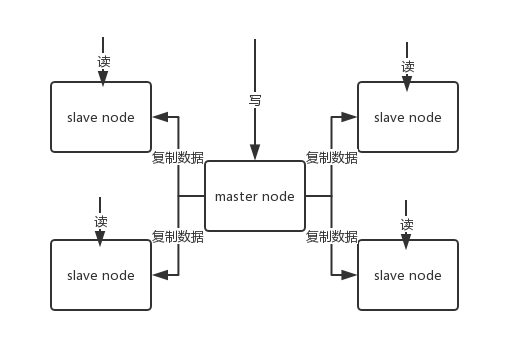 读
写
读
slave node
slave node
复制数据
复制数据
master node
读
读
复制数据
复制数据
slave node
slave node